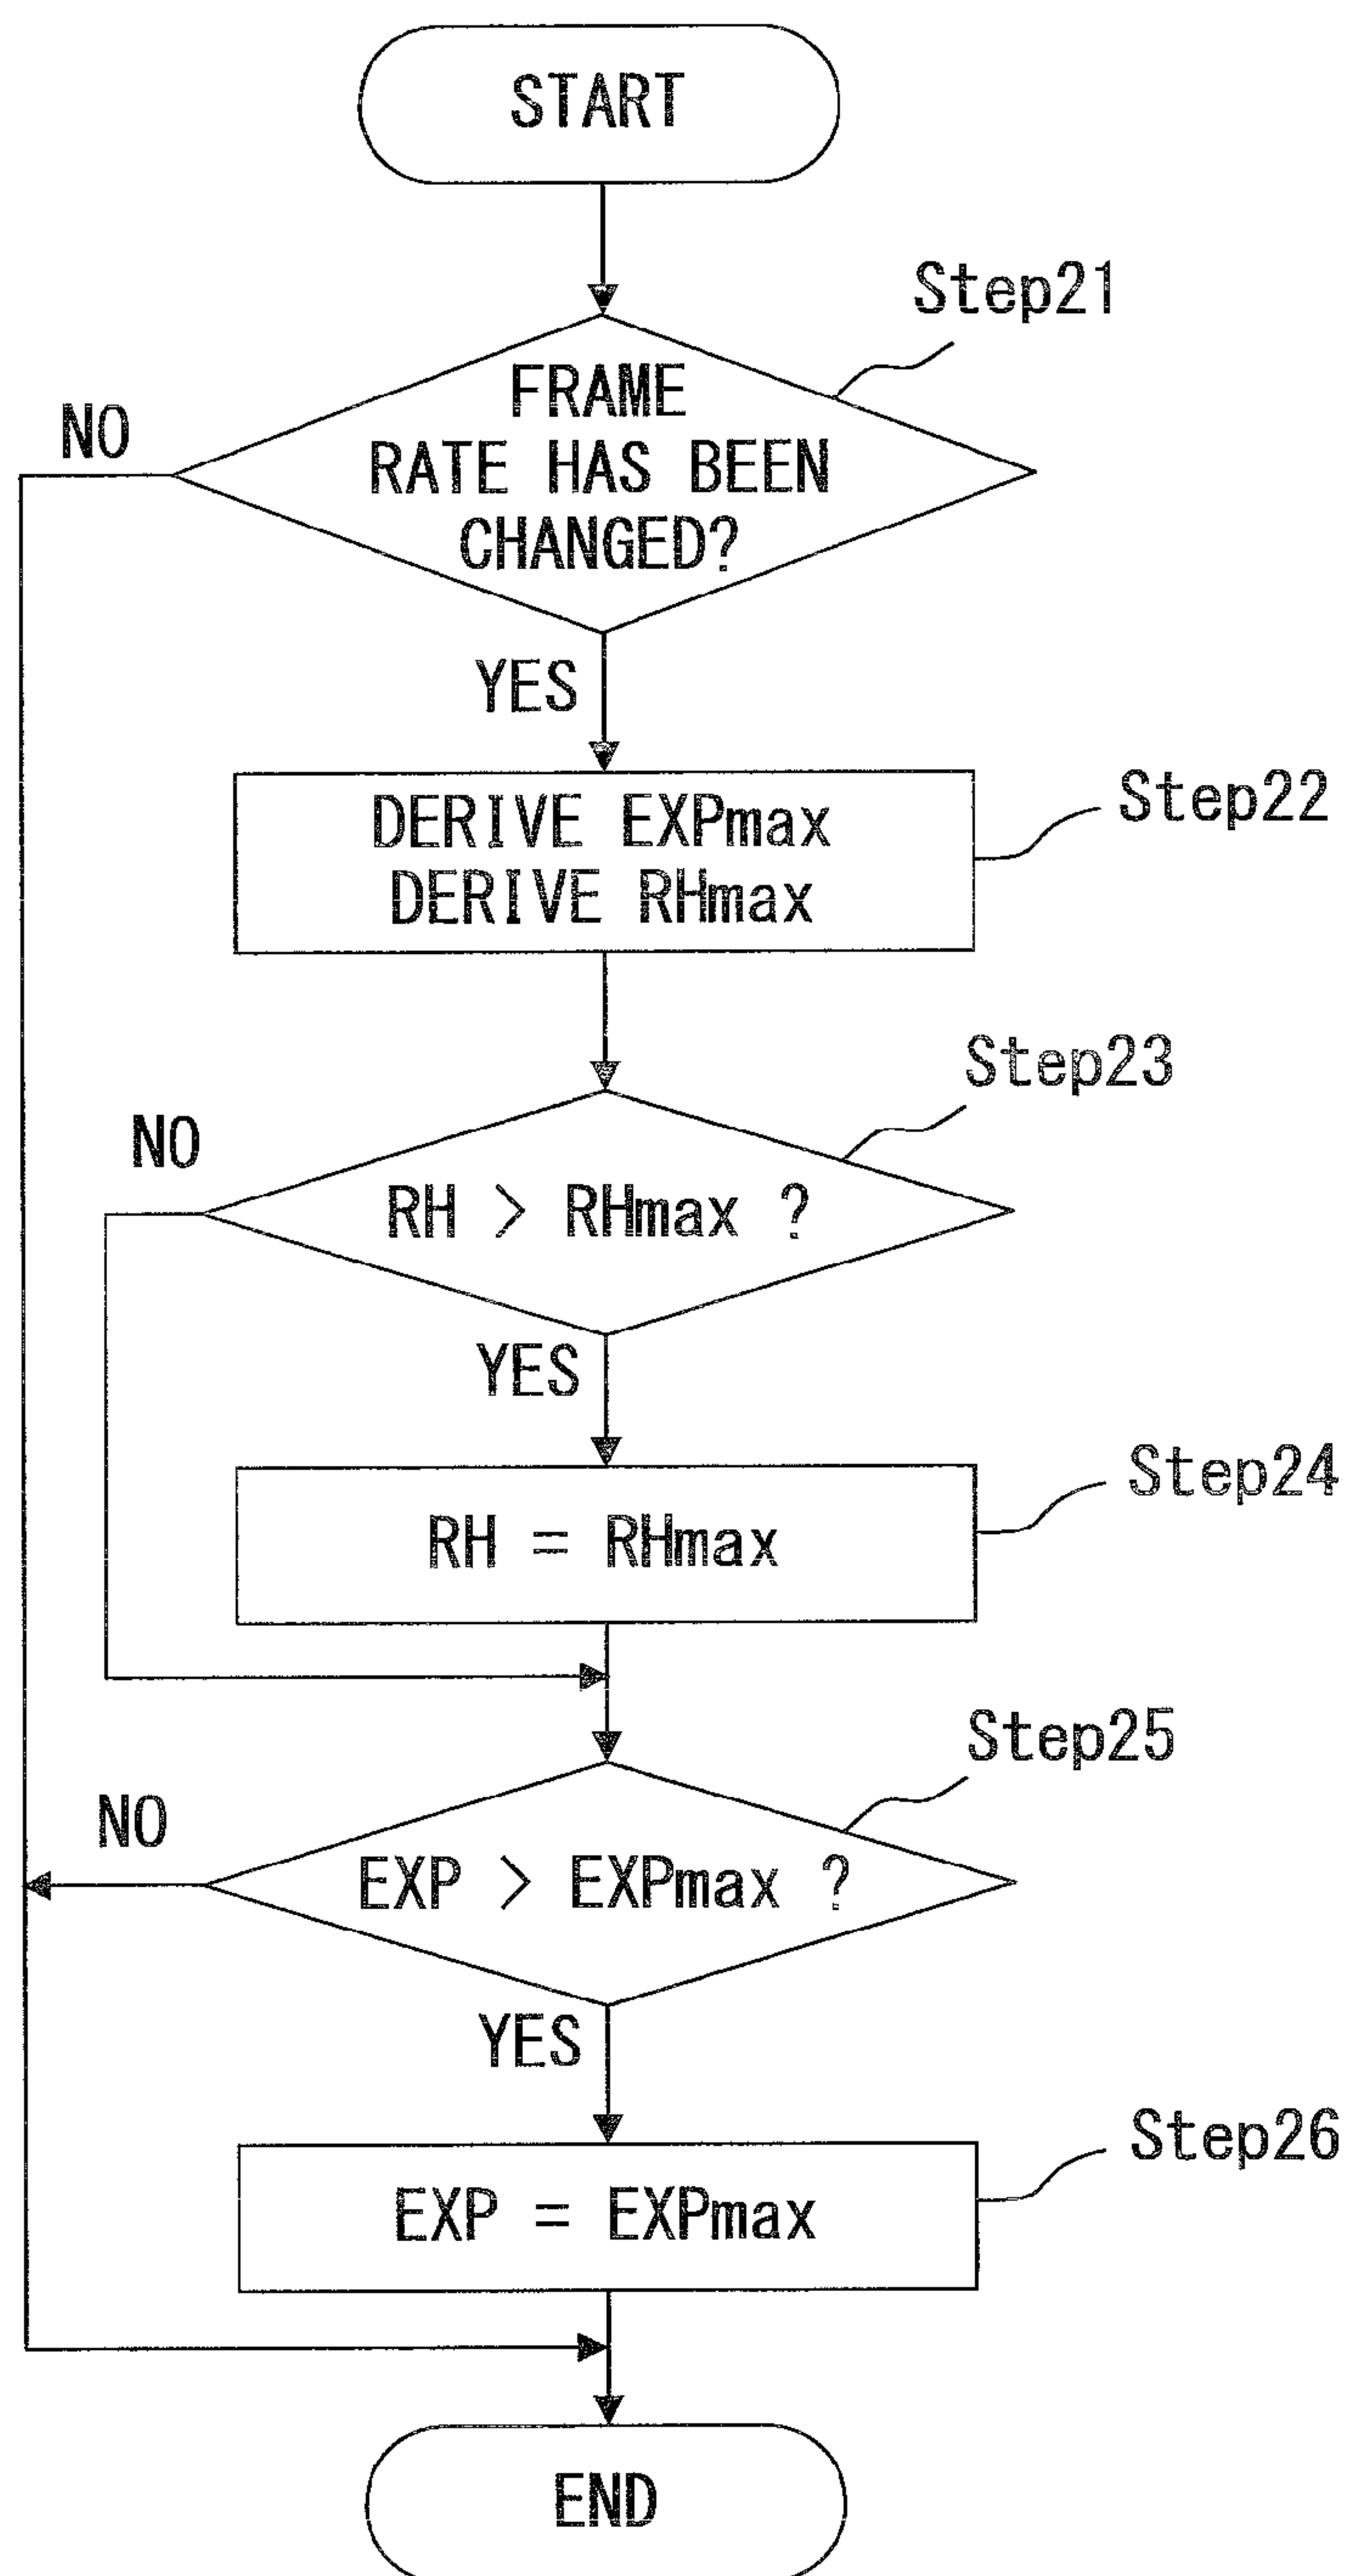 START
Step21
FRAME
RATE HAS BEEN
CHANGED?
NO
YES
Step22
DERIVE EXPmax
DERIVE RHmax
Step23
NO
RH > RHmax ?
YES
Step24
RH = RHmax
Step25
NO
EXP > EXPmax ?
YES
Step26
EXP = EXPmax
END